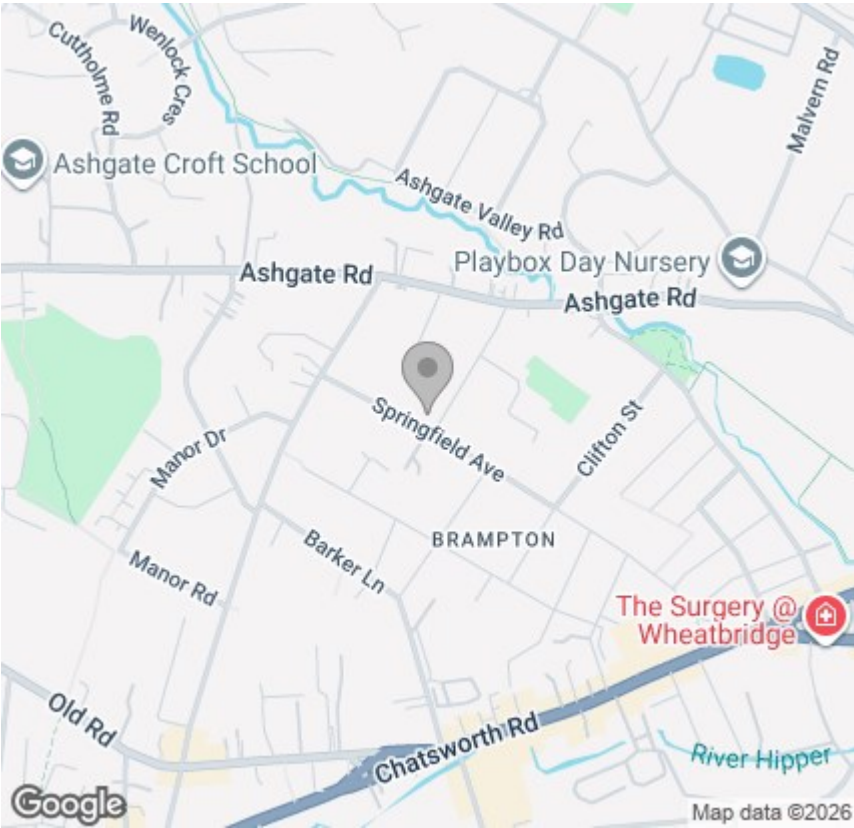 Wenlock Cres
Cuttholme Rd
Malvern Rd
Ashgate Croft School
Ashgate Valley Rd
Playbox Day Nursery
Ashgate Rd
Ashgate Rd
Springfield Ave
Clifton St
Manor Dr
BRAMPTON
Barker Ln
Manor Rd
The Surgery @
Wheatbridge
Old Rd
Chatsworth Rd
River Hipper
Google
Map data ©2026